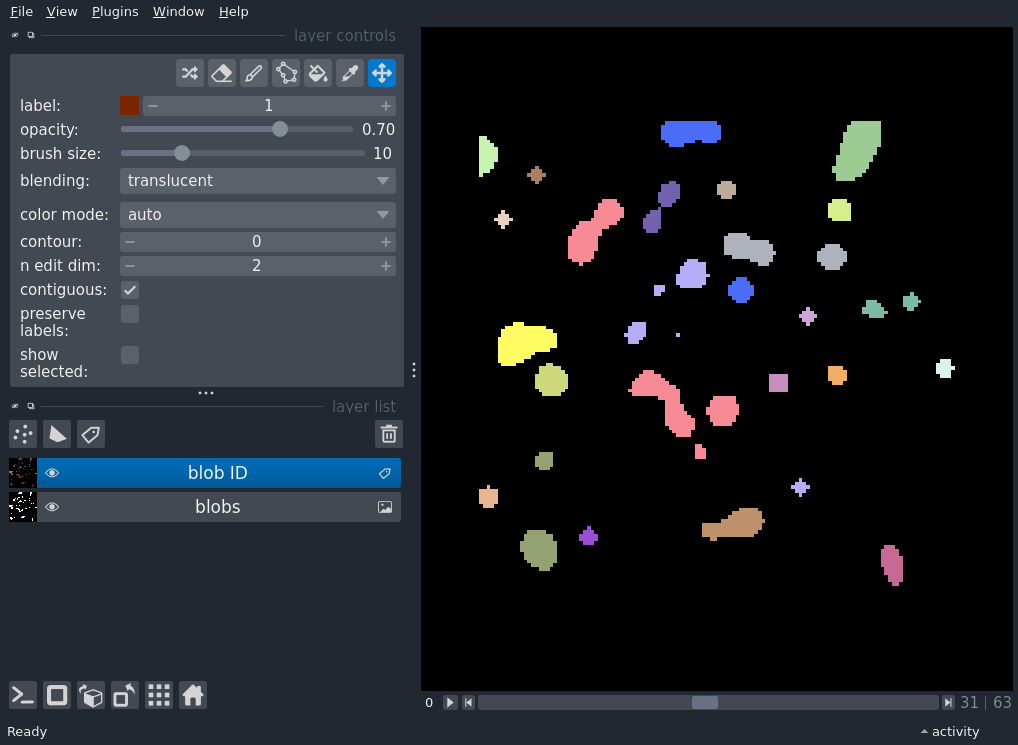 File View Plugins Window Help
layer controls
label: 1
opacity: 0.70
brush size: 10
blending: translucent
color mode: auto
contour: 0
n edit dim: 2
contiguous:
preserve
labels:
show
selected:
layer list
blob ID
blobs
0 31 | 63
Ready activity